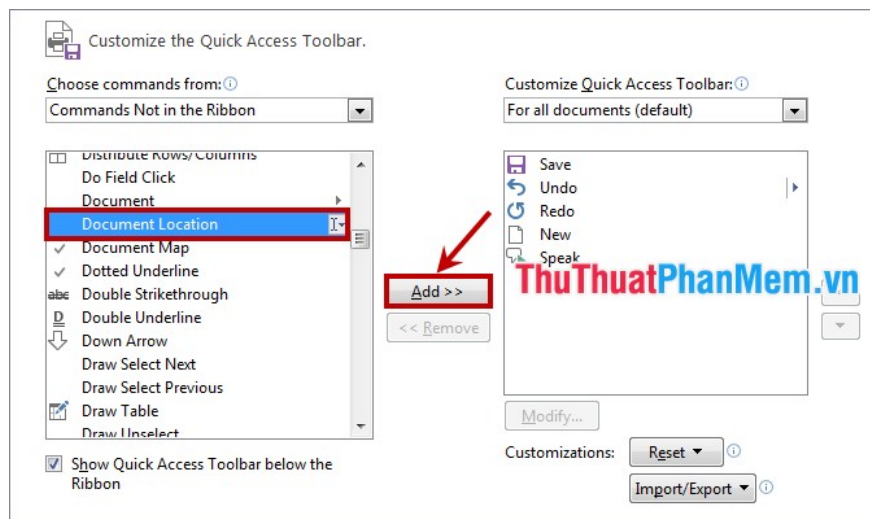 Customize the Quick Access Toolbar.
Choose commands from:
Commands Not in the Ribbon
Customize Quick Access Toolbar:
For all documents (default)
Distribute Rows/Columns
Do Field Click
Document
Document Location
Document Map
Dotted Underline
abc Double Strikethrough
D Double Underline
Down Arrow
Draw Select Next
Draw Select Previous
Draw Table
Draw Unselect
Show Quick Access Toolbar below the
Ribbon
Add >>
<< Remove
Save
Undo
Redo
New
Speak
ThuThuatPhanMem.vn
Modify...
Customizations: Reset
Import/Export